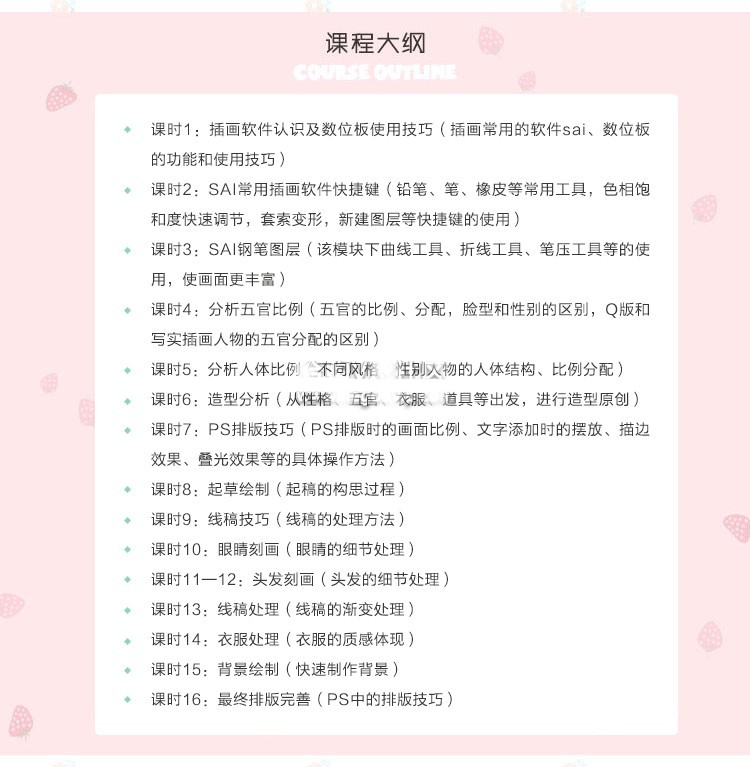 课程大纲
COURSE OUTLINE
课时1：插画软件认识及数位板使用技巧（插画常用的软件sai、数位板
的功能和使用技巧）
课时2：SAI常用插画软件快捷键（铅笔、笔、橡皮等常用工具，色相饱
和度快速调节，套索变形，新建图层等快捷键的使用）
课时3：SAI钢笔图层（该模块下曲线工具、折线工具、笔压工具等的使
用，使画面更丰富）
课时4：分析五官比例（五官的比例、分配，脸型和性别的区别，Q版和
写实插画人物的五官分配的区别）
课时5：分析人体比例（不同风格、性别人物的人体结构、比例分配）
课时6：造型分析（从性格、五官、衣服、道具等出发，进行造型原创）
课时7：PS排版技巧（PS排版时的画面比例、文字添加时的摆放、描边
效果、叠光效果等的具体操作方法）
课时8：起草绘制（起稿的构思过程）
课时9：线稿技巧（线稿的处理方法）
课时10：眼睛刻画（眼睛的细节处理）
课时11—12：头发刻画（头发的细节处理）
课时13：线稿处理（线稿的渐变处理）
课时14：衣服处理（衣服的质感体现）
课时15：背景绘制（快速制作背景）
课时16：最终排版完善（PS中的排版技巧）